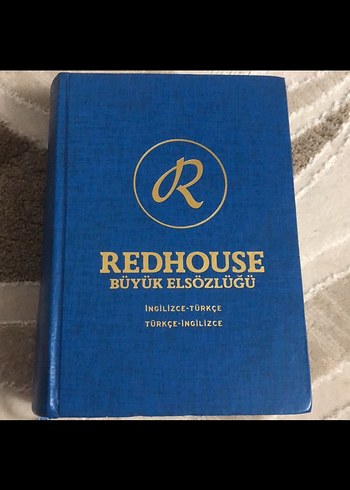 R
REDHOUSE
BÜYÜK ELSÖZLÜĞÜ
İNGİLİZCE-TÜRKÇE
TÜRKÇE-İNGİLİZCE